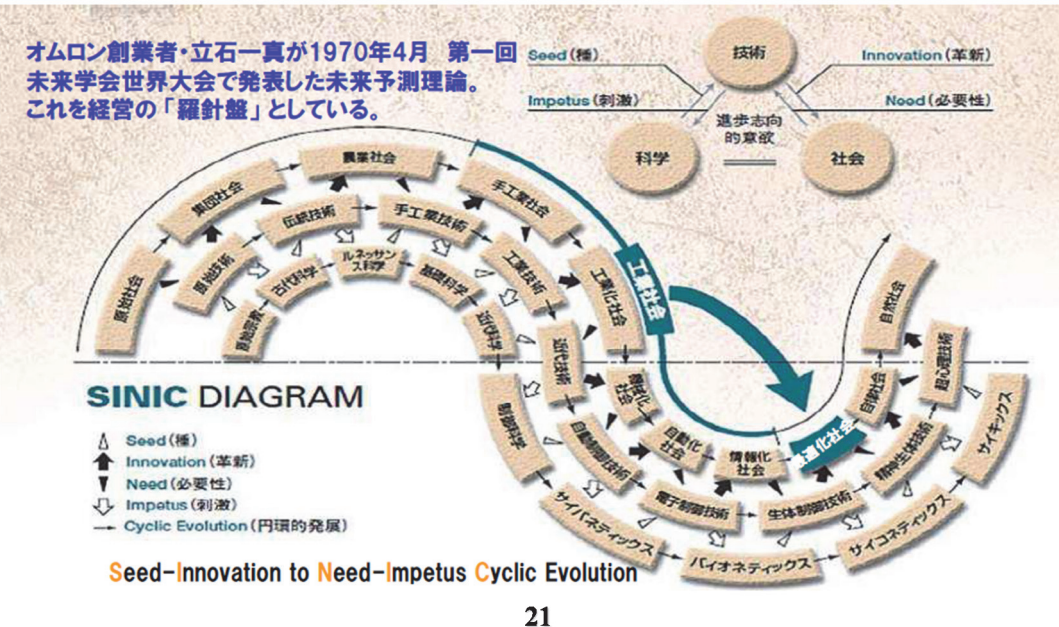 オムロン創業者・立石一真が1970年4月 第一回
未来学会世界大会で発表した未来予測理論。
これを経営の「羅針盤」としている。
Seed(種)
Impetus(刺激)
技術
Innovation(革新)
Need(必要性)
進歩志向
的意欲
科学
社会
原始社会
集団社会
農業社会
手工業社会
工業化社会
工業社会
原始技術
伝統技術
手工業技術
工業技術
近代技術
原始宗教
古代科学
ルネッサン
ス科学
基礎科学
近代科学
機械化
社会
自動化
社会
情報化
社会
最適化社会
自律社会
自然社会
自動制御技術
電子制御技術
生体制御技術
精神生体技術
超心理技術
制御科学
サイバネティックス
バイオネティックス
サイコネティックス
サイキックス
SINIC DIAGRAM
Seed(種)
Innovation(革新)
Need(必要性)
Impetus(刺激)
Cyclic Evolution(円環的発展)
Seed-Innovation to Need-Impetus Cyclic Evolution
21